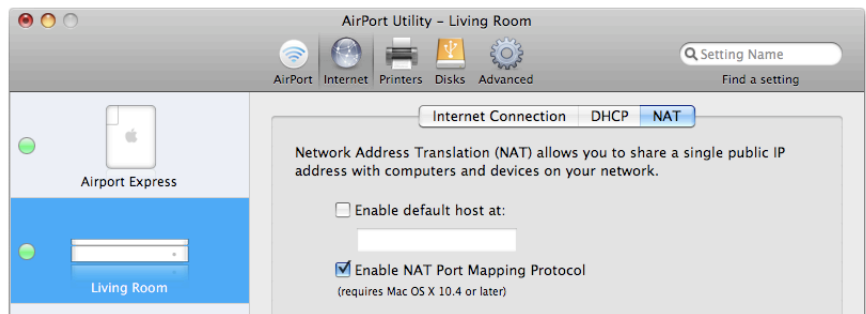 AirPort Utility – Living Room
Setting Name
AirPort Internet Printers Disks Advanced
Find a setting
Internet Connection DHCP NAT
Network Address Translation (NAT) allows you to share a single public IP
address with computers and devices on your network.
Airport Express
Enable default host at:
Enable NAT Port Mapping Protocol
(requires Mac OS X 10.4 or later)
Living Room